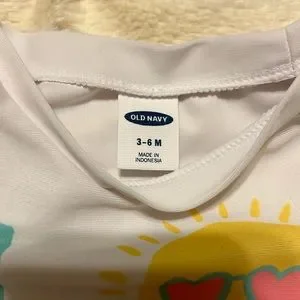 OLD NAVY
3-6 M
MADE IN
INDONESIA